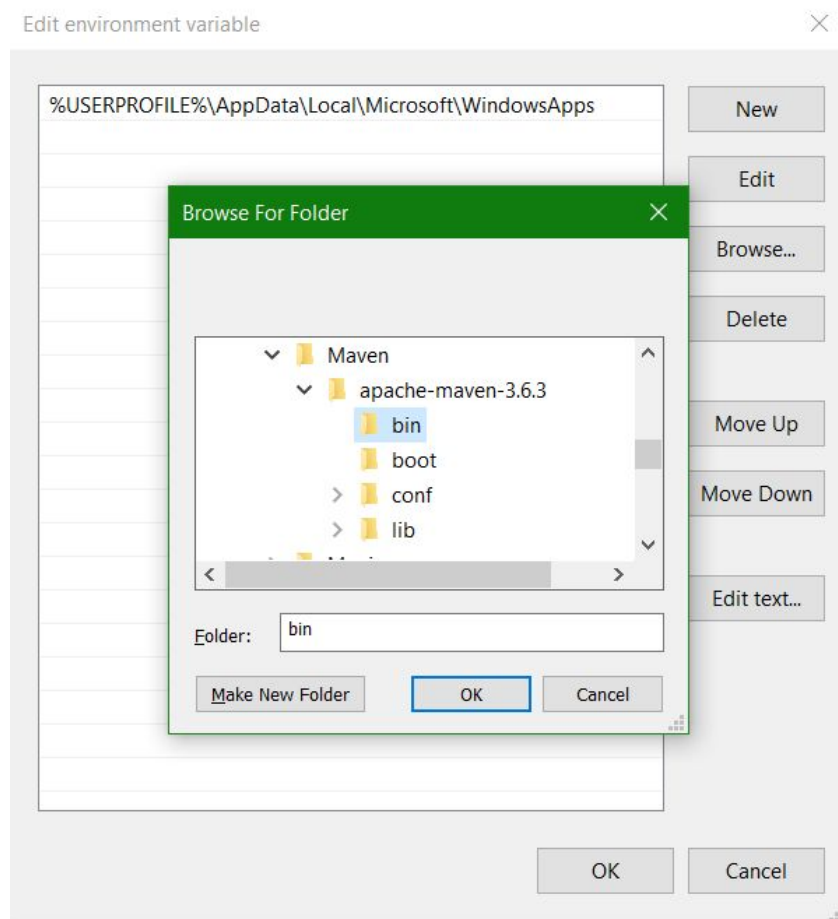 Edit environment variable
%USERPROFILE%\AppData\Local\Microsoft\WindowsApps
New
Edit
Browse For Folder
Browse...
Delete
Maven
apache-maven-3.6.3
bin
boot
Move Up
conf
Move Down
lib
Edit text...
Folder:
bin
Make New Folder
OK
Cancel
OK
Cancel